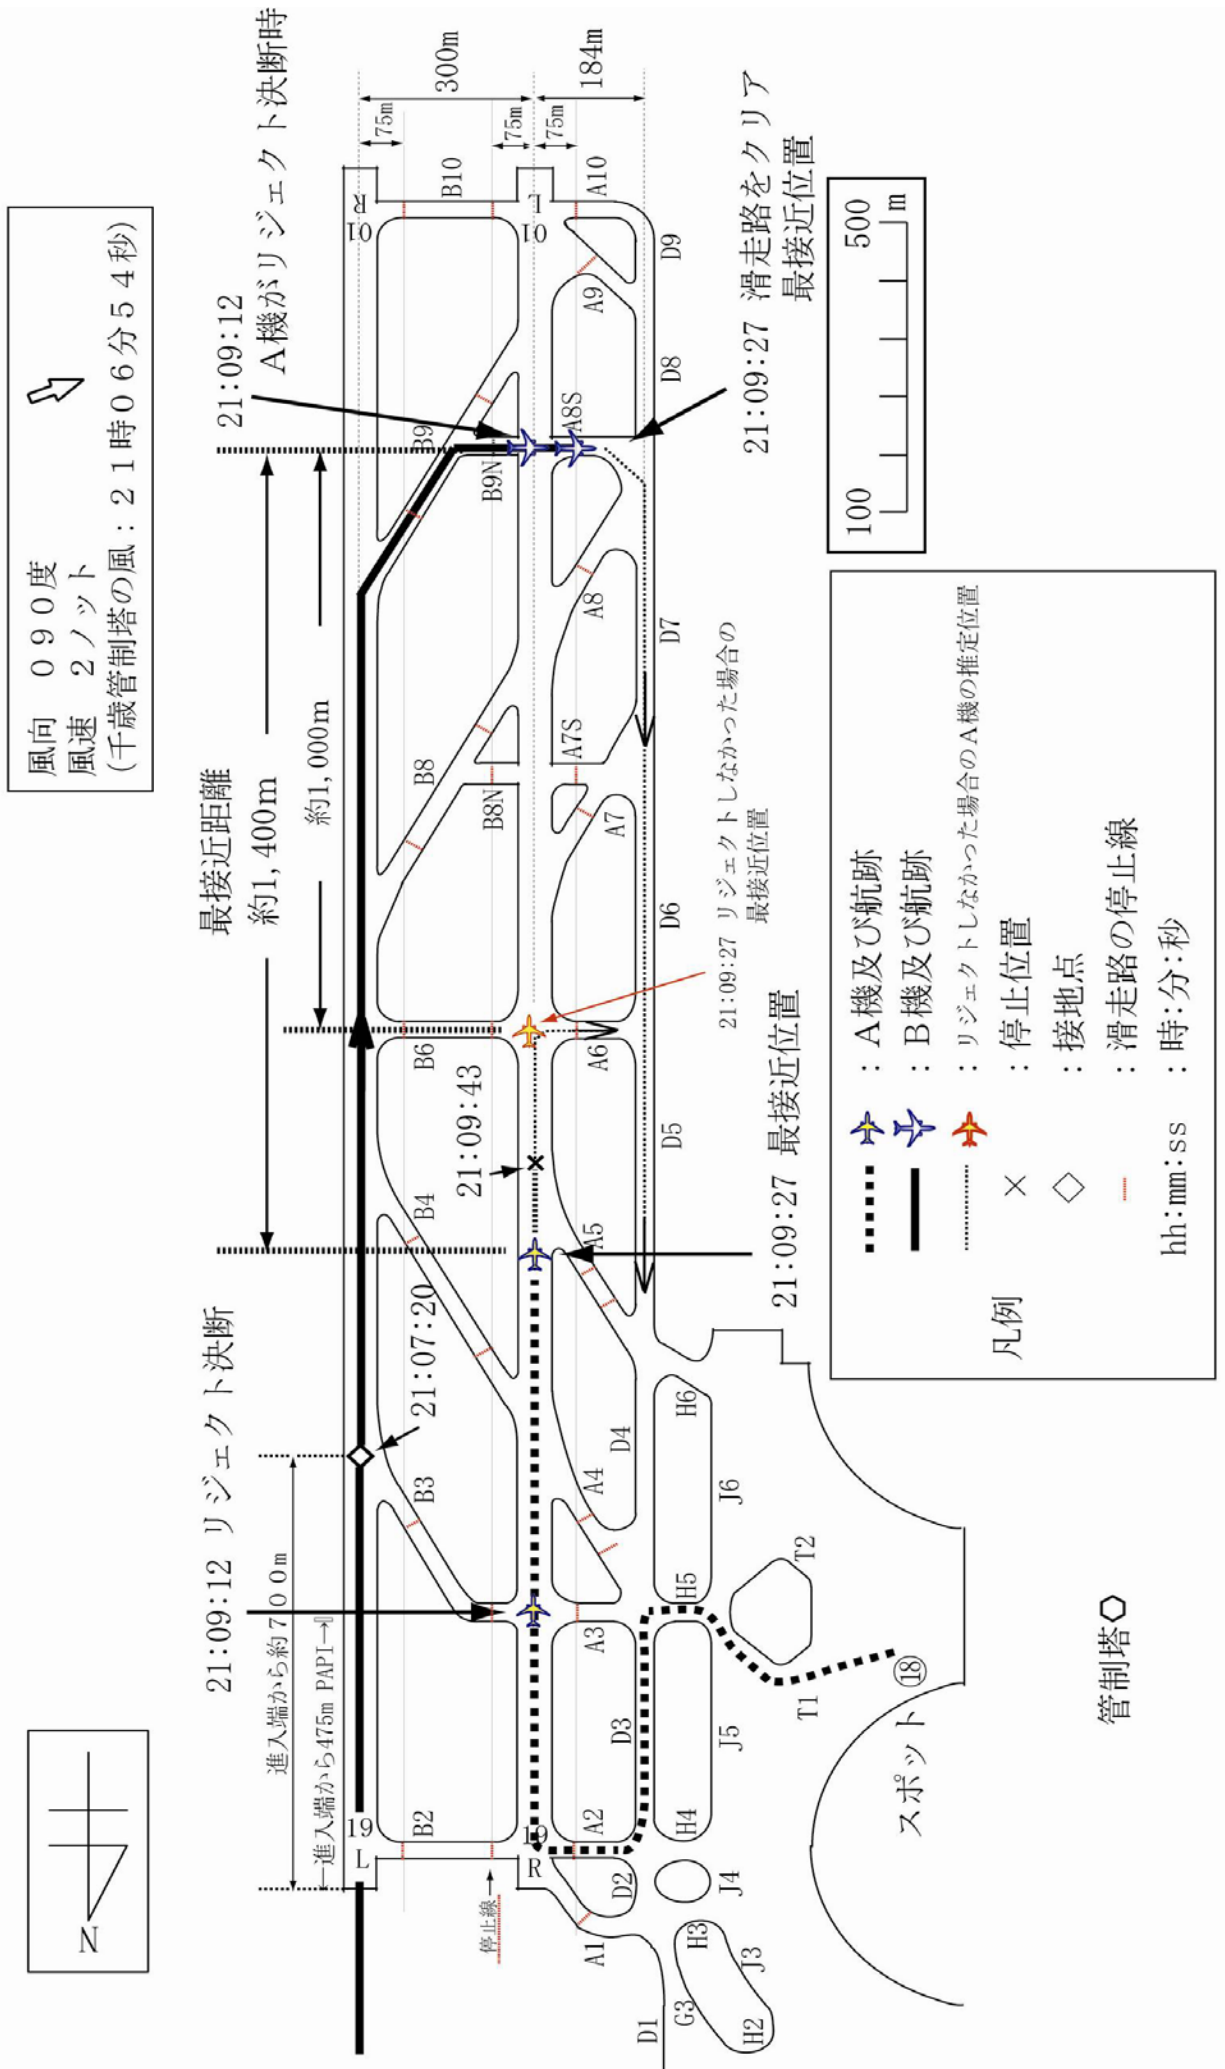 風向　０９０度
風速　２ノット
(千歳管制塔の風：２１時０６分５４秒)
N
21:09:12 リジェクト決断
最接近距離
約1,400m
約1,000m
21:09:12
A機がリジェクト決断時
進入端から約７００m
←進入端から475m PAPI→
19
L
01
R
300m
75m
75m
75m
184m
B2
B3
B4
B6
B8
B9
B10
B8N
B9N
21:07:20
21:09:43
停止線→
19
R
01
L
A1
A2
A3
A4
A5
A6
A7
A7S
A8
A8S
A9
A10
D1
D2
D3
D4
D5
D6
D7
D8
D9
G3
H2
H3
H4
H5
H6
J3
J4
J5
J6
T1
T2
スポット⑱
管制塔
21:09:27 最接近位置
21:09:27 リジェクトしなかった場合の
最接近位置
21:09:27 滑走路をクリア
最接近位置
100
500
m
凡例
：A機及び航跡
：B機及び航跡
：リジェクトしなかった場合のA機の推定位置
：停止位置
：接地点
：滑走路の停止線
hh:mm:ss：時:分:秒